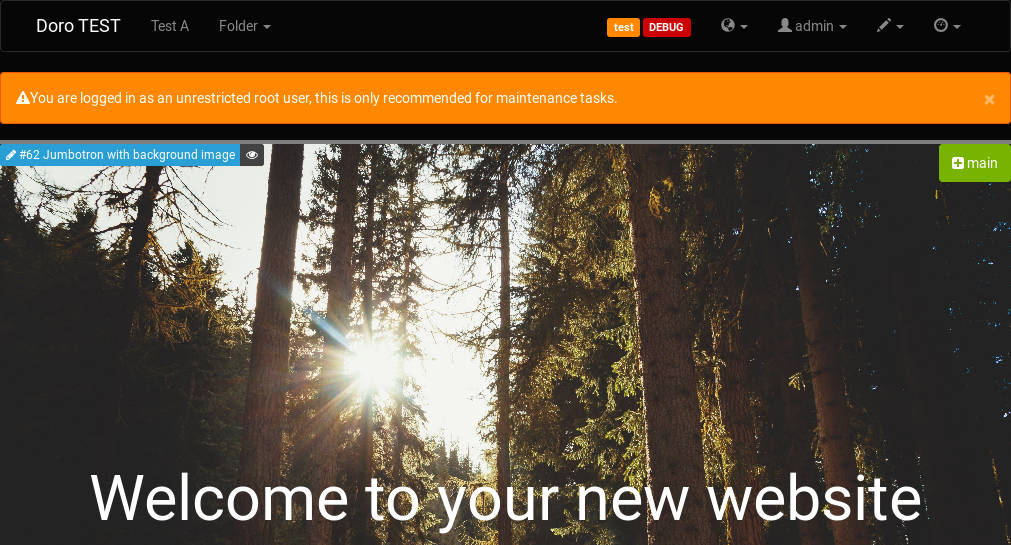 Doro TEST Test A Folder test DEBUG admin
You are logged in as an unrestricted root user, this is only recommended for maintenance tasks. ×
#62 Jumbotron with background image
main
Welcome to your new website